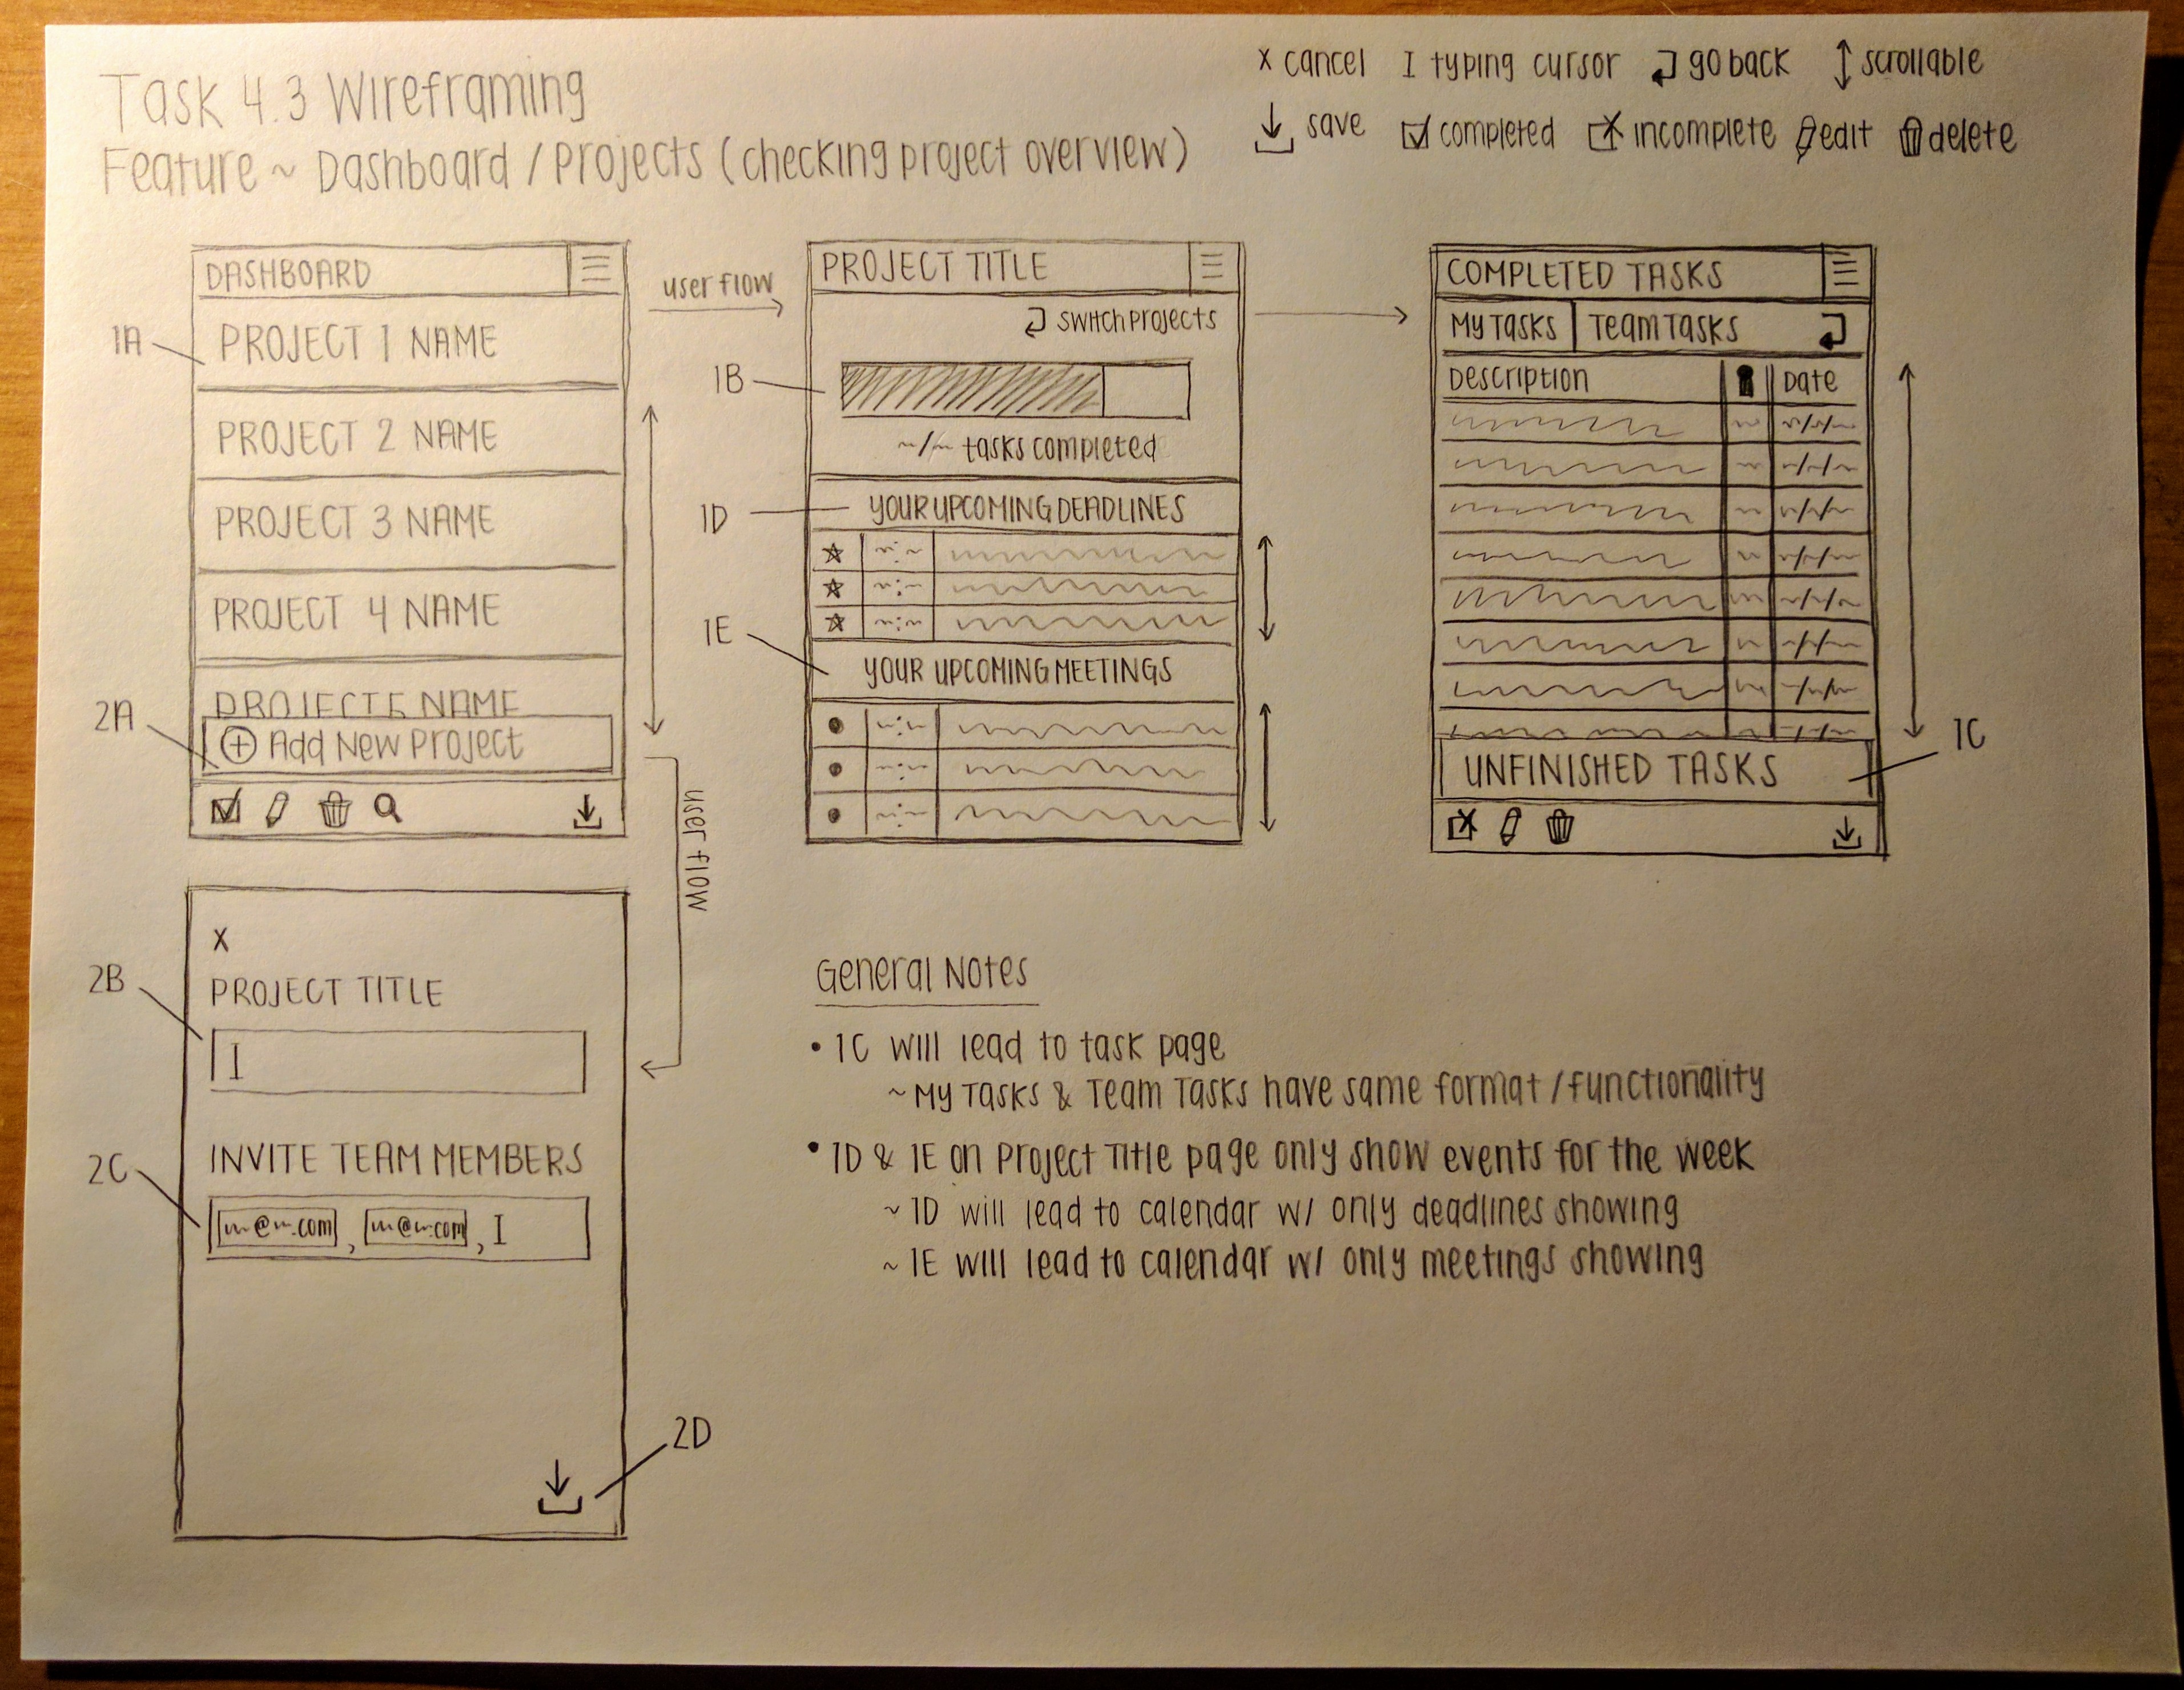 Task 4.3 Wireframing
Feature ~ Dashboard / Projects (checking project overview)
x cancel I typing cursor go back scrollable
save completed incomplete edit delete
DASHBOARD
1A
PROJECT 1 NAME
PROJECT 2 NAME
PROJECT 3 NAME
PROJECT 4 NAME
PROJECT 5 NAME
2A
+ Add New Project
user flow
user flow
PROJECT TITLE
switch projects
1B
~/~ tasks completed
1D
YOUR UPCOMING DEADLINES
1E
YOUR UPCOMING MEETINGS
COMPLETED TASKS
My Tasks Team Tasks
Description Date
1C
UNFINISHED TASKS
x
2B
PROJECT TITLE
I
2C
INVITE TEAM MEMBERS
~@~.com, ~@~.com, I
2D
General Notes
• 1C will lead to task page
~ My Tasks & Team Tasks have same format / functionality
• 1D & 1E on Project Title page only show events for the week
~ 1D will lead to calendar w/ only deadlines showing
~ 1E will lead to calendar w/ only meetings showing